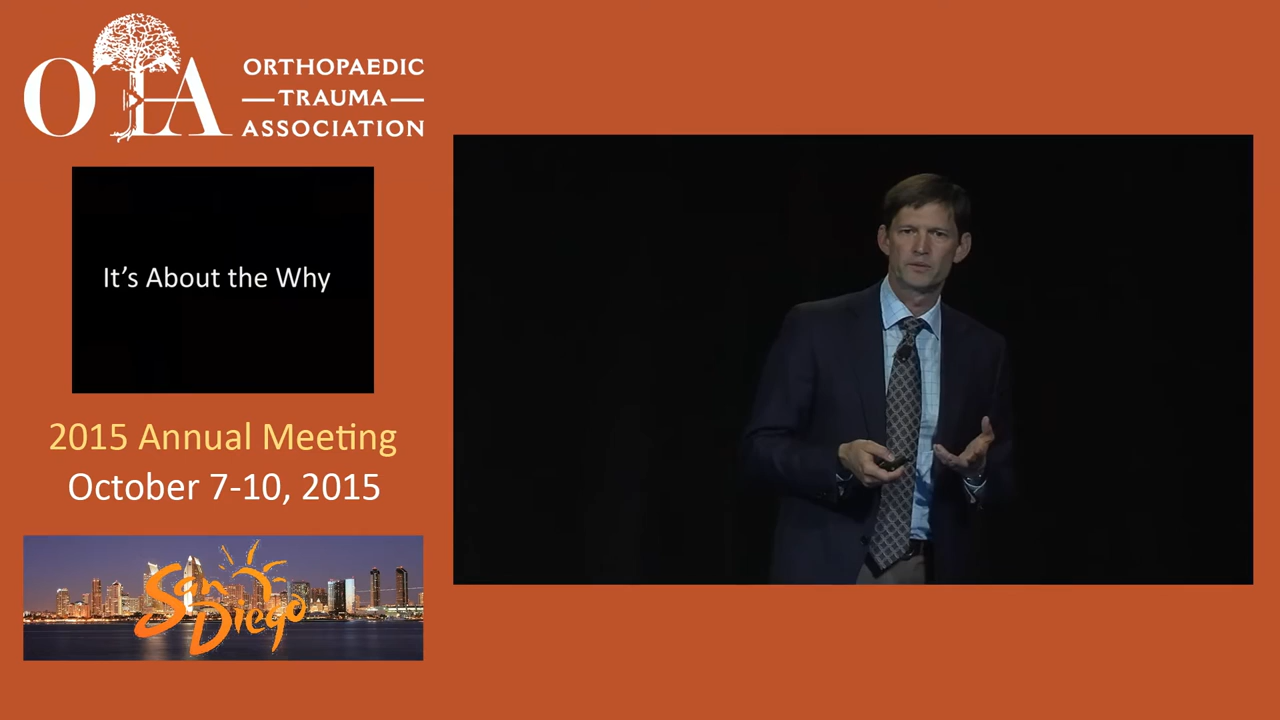 OTA
ORTHOPAEDIC
TRAUMA
ASSOCIATION
It's About the Why
2015 Annual Meeting
October 7-10, 2015
San
Diego